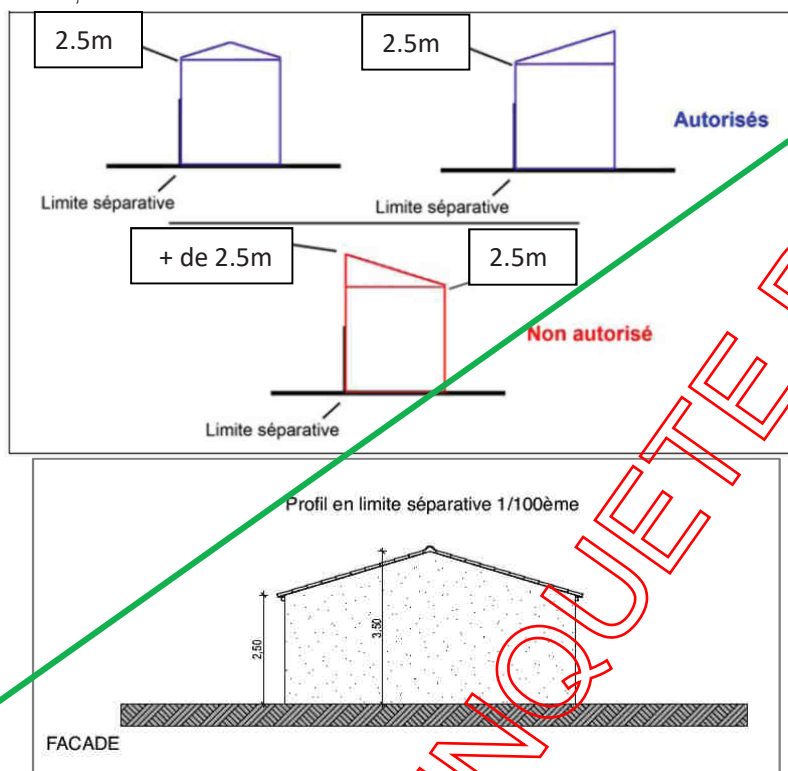 2.5m
2.5m
Autorisés
Limite séparative
Limite séparative
+ de 2.5m
2.5m
Non autorisé
Limite séparative
Profil en limite séparative 1/100ème
2,50
3,50
FACADE
NQUETE